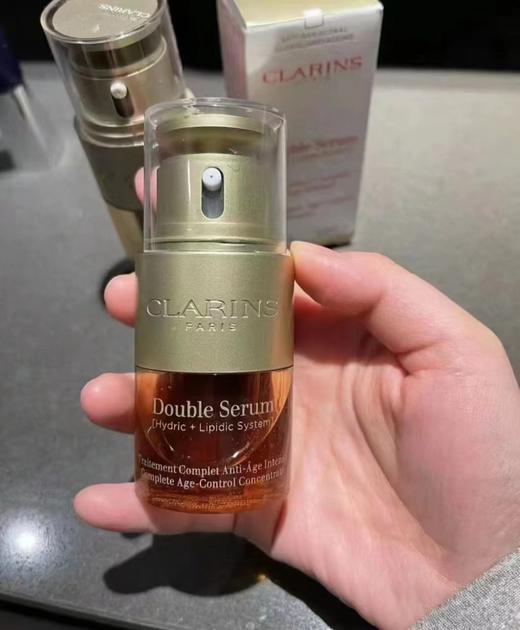 CLARINS
CLARINS
Double Serum
CLARINS
PARIS
Double Serum
[Hydric + Lipidic System]
Traitement Complet Anti-Âge Intensif
Complete Age-Control Concentrate